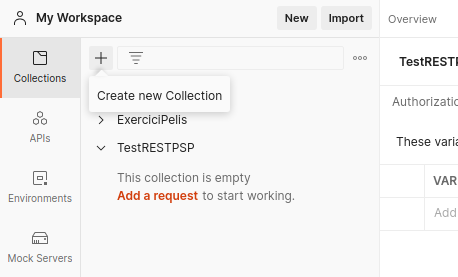 My Workspace
New
Import
Overview
Collections
Create new Collection
ExerciciPelis
TestRESTPSP
This collection is empty
Add a request to start working.
APIs
Environments
Mock Servers
TestRESTP
Authorizatio
These varia
VAR
Add